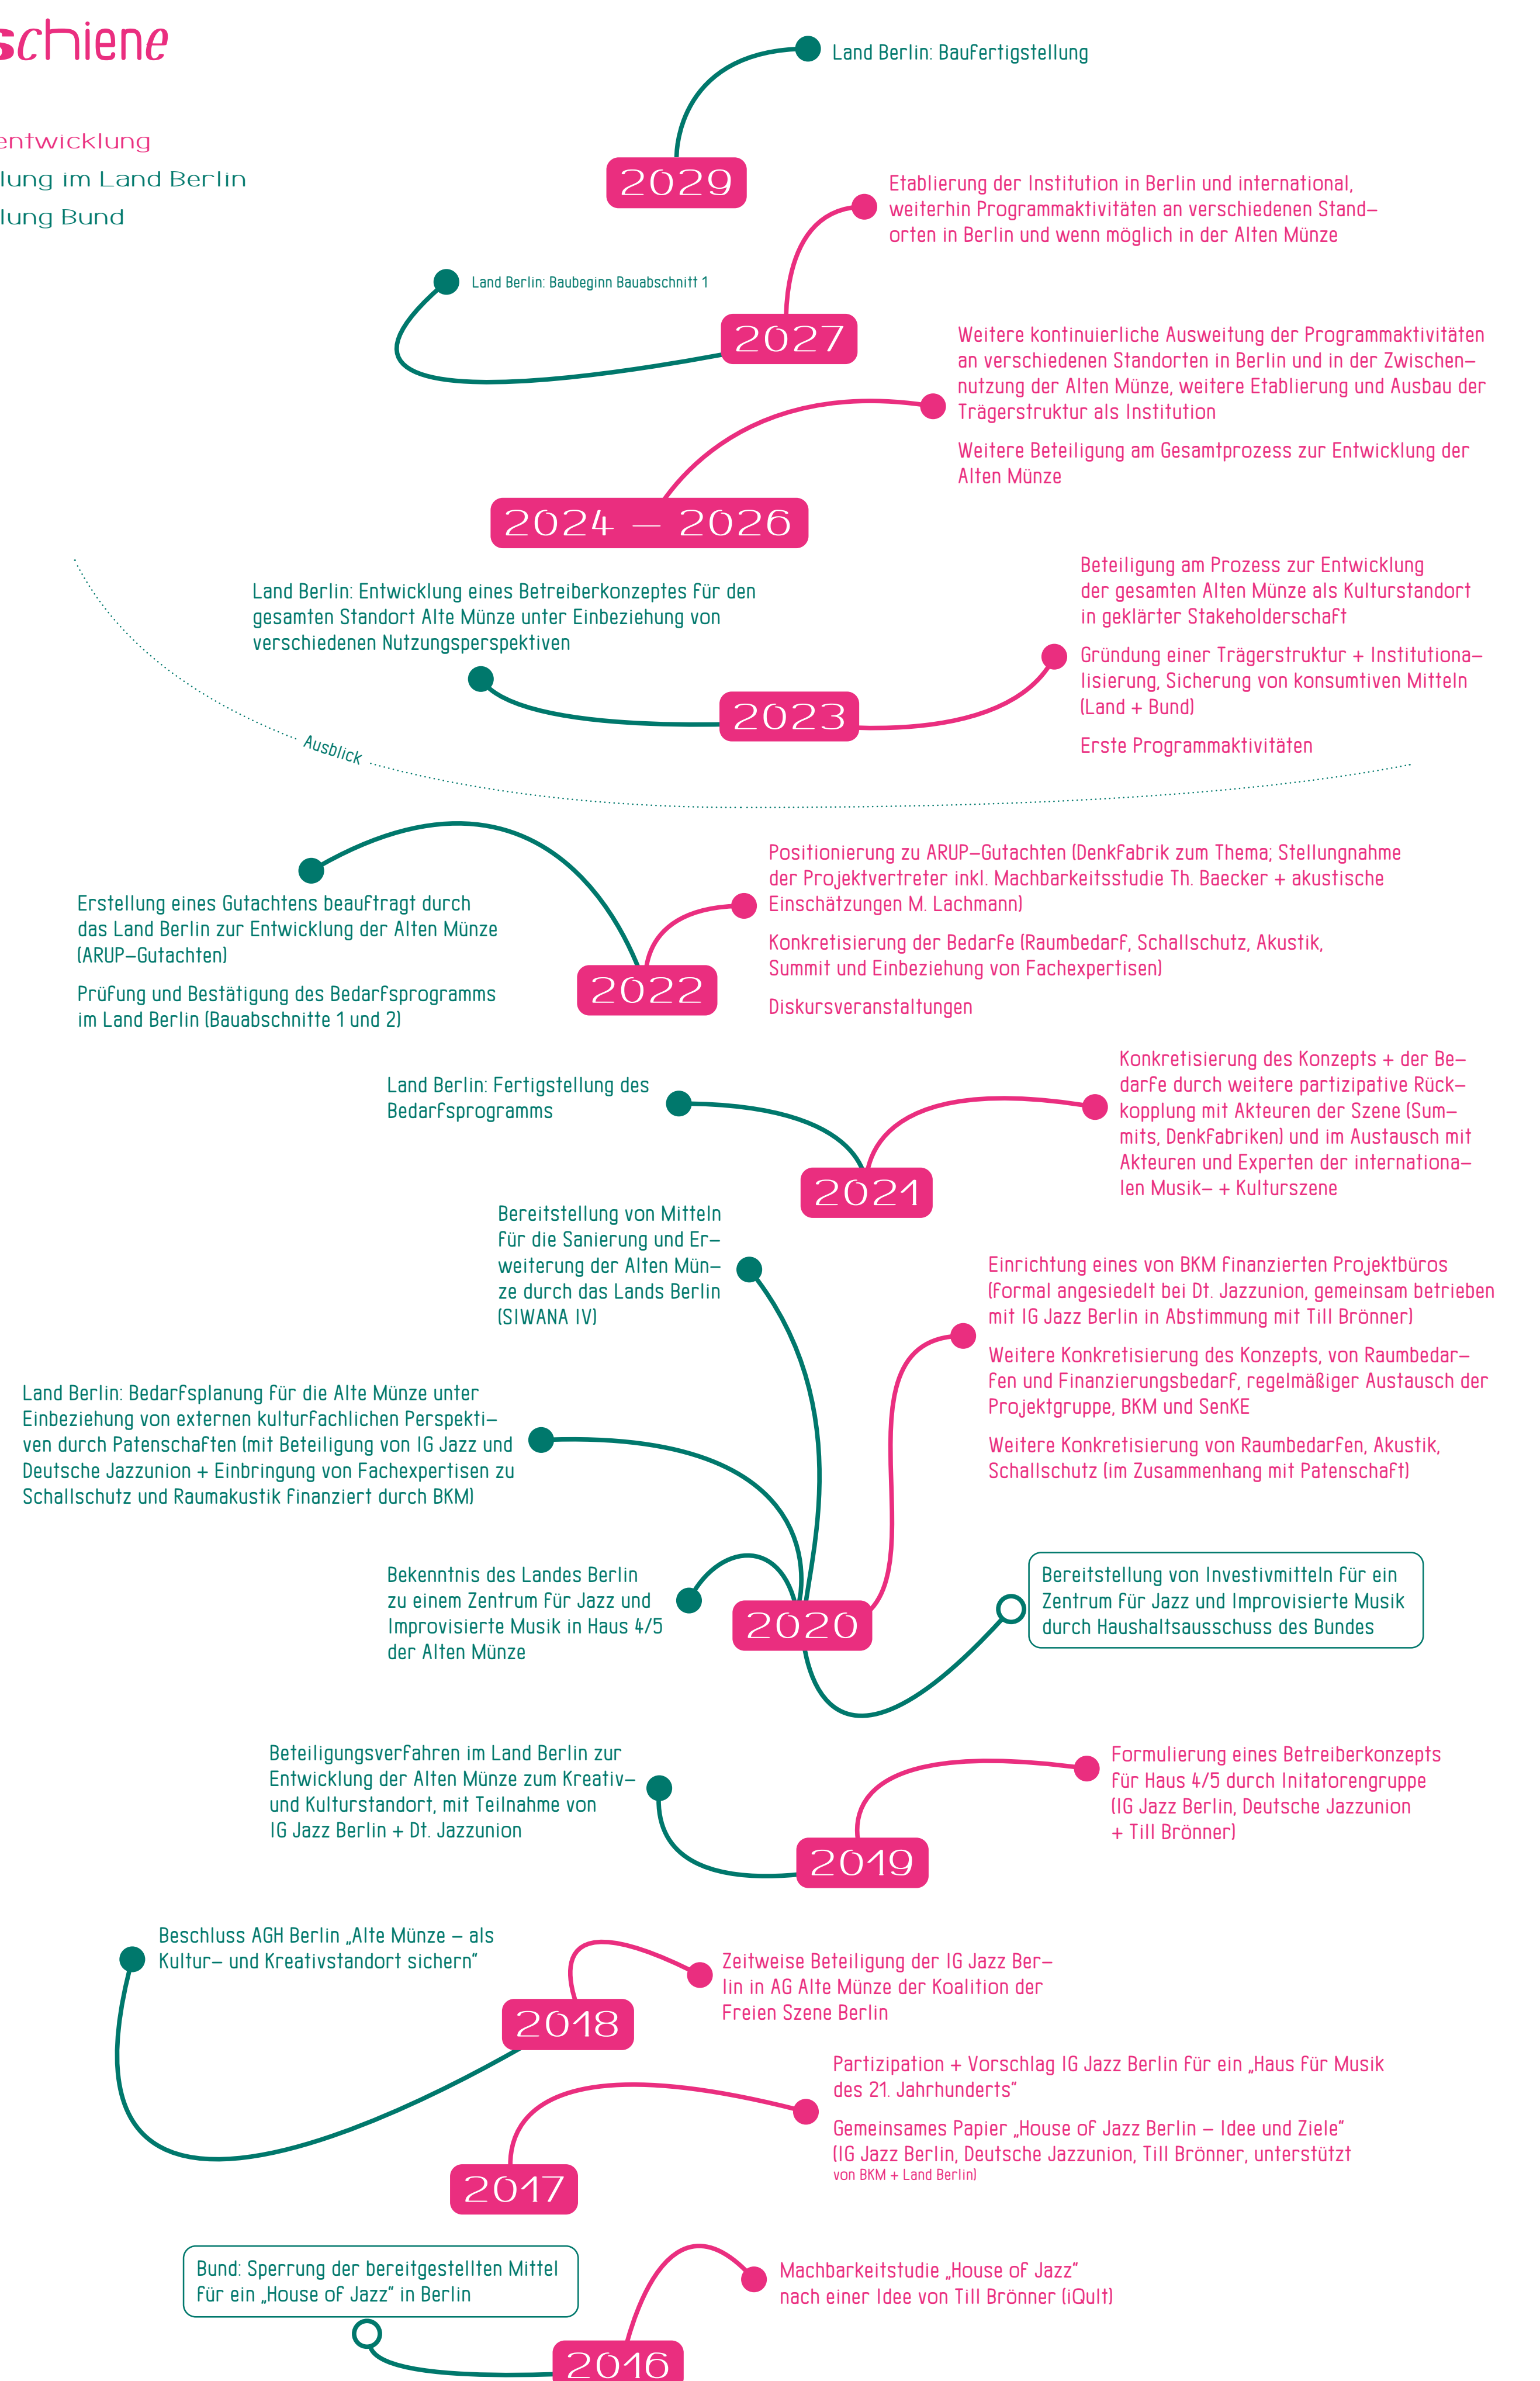 schiene
entwicklung
lung im Land Berlin
lung Bund
Land Berlin: Baufertigstellung
2029
Etablierung der Institution in Berlin und international,
weiterhin Programmaktivitäten an verschiedenen Stand–
orten in Berlin und wenn möglich in der Alten Münze
Land Berlin: Baubeginn Bauabschnitt 1
2027
Weitere kontinuierliche Ausweitung der Programmaktivitäten
an verschiedenen Standorten in Berlin und in der Zwischen–
nutzung der Alten Münze, weitere Etablierung und Ausbau der
Trägerstruktur als Institution
Weitere Beteiligung am Gesamtprozess zur Entwicklung der
Alten Münze
2024 – 2026
Land Berlin: Entwicklung eines Betreiberkonzeptes für den
gesamten Standort Alte Münze unter Einbeziehung von
verschiedenen Nutzungsperspektiven
Beteiligung am Prozess zur Entwicklung
der gesamten Alten Münze als Kulturstandort
in geklärter Stakeholderschaft
Gründung einer Trägerstruktur + Institutiona–
lisierung, Sicherung von konsumtiven Mitteln
(Land + Bund)
Erste Programmaktivitäten
2023
Ausblick
Erstellung eines Gutachtens beauftragt durch
das Land Berlin zur Entwicklung der Alten Münze
(ARUP–Gutachten)
Prüfung und Bestätigung des Bedarfsprogramms
im Land Berlin (Bauabschnitte 1 und 2)
Positionierung zu ARUP–Gutachten (Denkfabrik zum Thema; Stellungnahme
der Projektvertreter inkl. Machbarkeitsstudie Th. Baecker + akustische
Einschätzungen M. Lachmann)
Konkretisierung der Bedarfe (Raumbedarf, Schallschutz, Akustik,
Summit und Einbeziehung von Fachexpertisen)
Diskursveranstaltungen
2022
Land Berlin: Fertigstellung des
Bedarfsprogramms
Konkretisierung des Konzepts + der Be–
darfe durch weitere partizipative Rück–
kopplung mit Akteuren der Szene (Sum–
mits, Denkfabriken) und im Austausch mit
Akteuren und Experten der internationa–
len Musik– + Kulturszene
2021
Bereitstellung von Mitteln
für die Sanierung und Er–
weiterung der Alten Mün–
ze durch das Lands Berlin
(SIWANA IV)
Einrichtung eines von BKM finanzierten Projektbüros
(formal angesiedelt bei Dt. Jazzunion, gemeinsam betrieben
mit IG Jazz Berlin in Abstimmung mit Till Brönner)
Weitere Konkretisierung des Konzepts, von Raumbedar–
fen und Finanzierungsbedarf, regelmäßiger Austausch der
Projektgruppe, BKM und SenKE
Weitere Konkretisierung von Raumbedarfen, Akustik,
Schallschutz (im Zusammenhang mit Patenschaft)
Land Berlin: Bedarfsplanung für die Alte Münze unter
Einbeziehung von externen kulturfachlichen Perspekti–
ven durch Patenschaften (mit Beteiligung von IG Jazz und
Deutsche Jazzunion + Einbringung von Fachexpertisen zu
Schallschutz und Raumakustik finanziert durch BKM)
Bekenntnis des Landes Berlin
zu einem Zentrum für Jazz und
Improvisierte Musik in Haus 4/5
der Alten Münze
2020
Bereitstellung von Investivmitteln für ein
Zentrum für Jazz und Improvisierte Musik
durch Haushaltsausschuss des Bundes
Beteiligungsverfahren im Land Berlin zur
Entwicklung der Alten Münze zum Kreativ–
und Kulturstandort, mit Teilnahme von
IG Jazz Berlin + Dt. Jazzunion
Formulierung eines Betreiberkonzepts
für Haus 4/5 durch Initatorengruppe
(IG Jazz Berlin, Deutsche Jazzunion
+ Till Brönner)
2019
Beschluss AGH Berlin „Alte Münze – als
Kultur– und Kreativstandort sichern“
Zeitweise Beteiligung der IG Jazz Ber–
lin in AG Alte Münze der Koalition der
Freien Szene Berlin
2018
Partizipation + Vorschlag IG Jazz Berlin für ein „Haus für Musik
des 21. Jahrhunderts“
Gemeinsames Papier „House of Jazz Berlin – Idee und Ziele“
(IG Jazz Berlin, Deutsche Jazzunion, Till Brönner, unterstützt
von BKM + Land Berlin)
2017
Bund: Sperrung der bereitgestellten Mittel
für ein „House of Jazz“ in Berlin
Machbarkeitstudie „House of Jazz“
nach einer Idee von Till Brönner (iQult)
2016